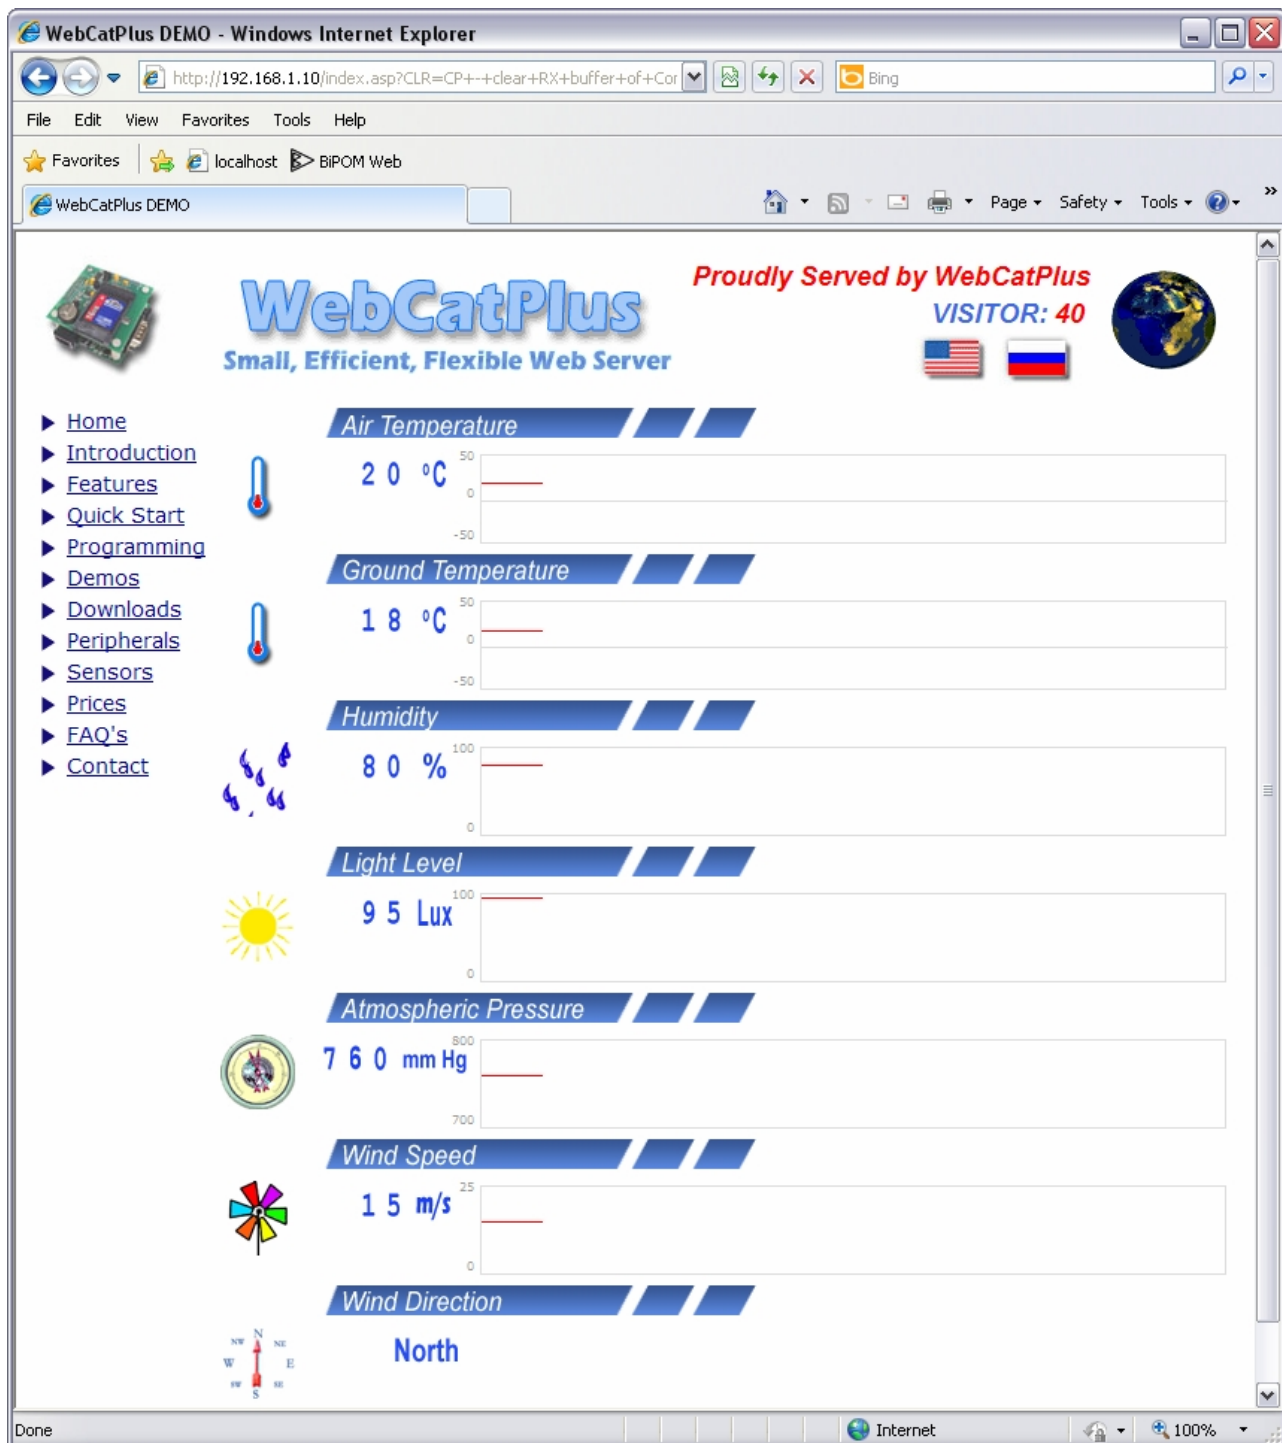 WebCatPlus DEMO - Windows Internet Explorer
http://192.168.1.10/index.asp?CLR=CP+-+clear+RX+buffer+of+Cor
Bing
File Edit View Favorites Tools Help
Favorites localhost BiPOM Web
WebCatPlus DEMO
Page Safety Tools »
WebCatPlus
Small, Efficient, Flexible Web Server
Proudly Served by WebCatPlus
VISITOR: 40
Home
Introduction
Features
Quick Start
Programming
Demos
Downloads
Peripherals
Sensors
Prices
FAQ's
Contact
Air Temperature
20 °C
50
0
-50
Ground Temperature
18 °C
50
0
-50
Humidity
80 %
100
0
Light Level
95 Lux
100
0
Atmospheric Pressure
760 mm Hg
800
700
Wind Speed
15 m/s
25
0
Wind Direction
North
N
NW NE
W E
SW SE
S
Done Internet 100%